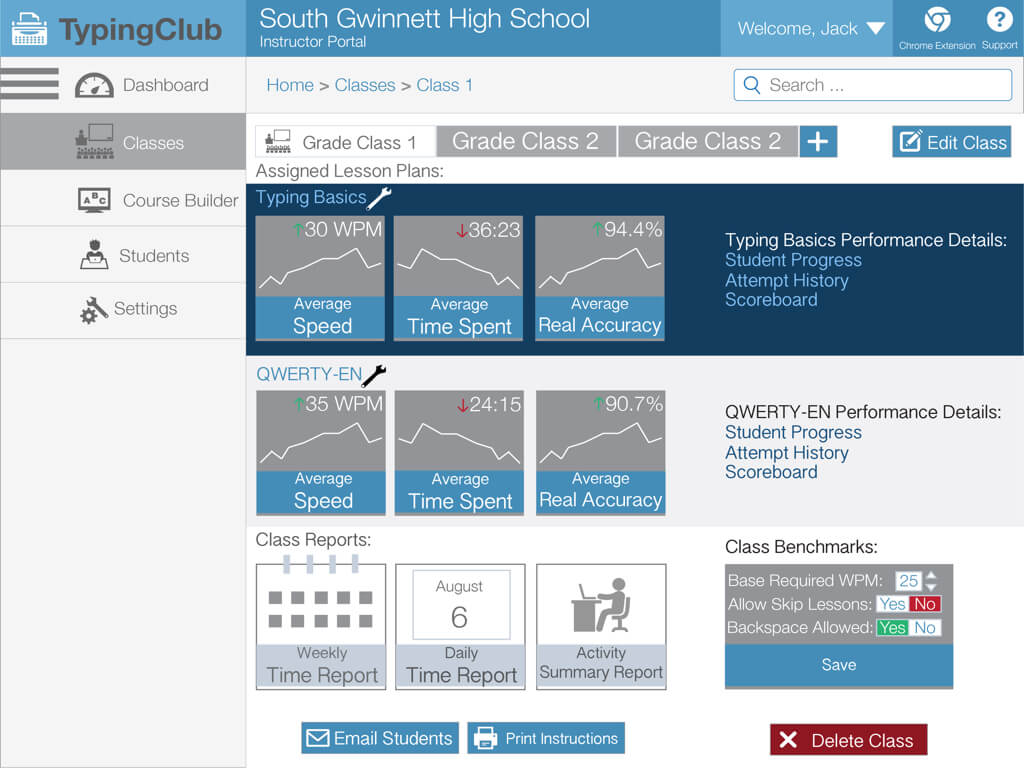 TypingClub
South Gwinnett High School
Instructor Portal
Welcome, Jack
Chrome Extension
?
Support
Dashboard
Classes
A B C
Course Builder
Students
Settings
Home > Classes > Class 1
Search ...
Grade Class 1
Grade Class 2
Grade Class 2
+
Edit Class
Assigned Lesson Plans:
Typing Basics
↑30 WPM
Average
Speed
↓36:23
Average
Time Spent
↑94.4%
Average
Real Accuracy
Typing Basics Performance Details:
Student Progress
Attempt History
Scoreboard
QWERTY-EN
↑35 WPM
Average
Speed
↓24:15
Average
Time Spent
↑90.7%
Average
Real Accuracy
QWERTY-EN Performance Details:
Student Progress
Attempt History
Scoreboard
Class Reports:
Weekly
Time Report
August
6
Daily
Time Report
Activity
Summary Report
Class Benchmarks:
Base Required WPM: 25
Allow Skip Lessons: Yes No
Backspace Allowed: Yes No
Save
Email Students
Print Instructions
Delete Class